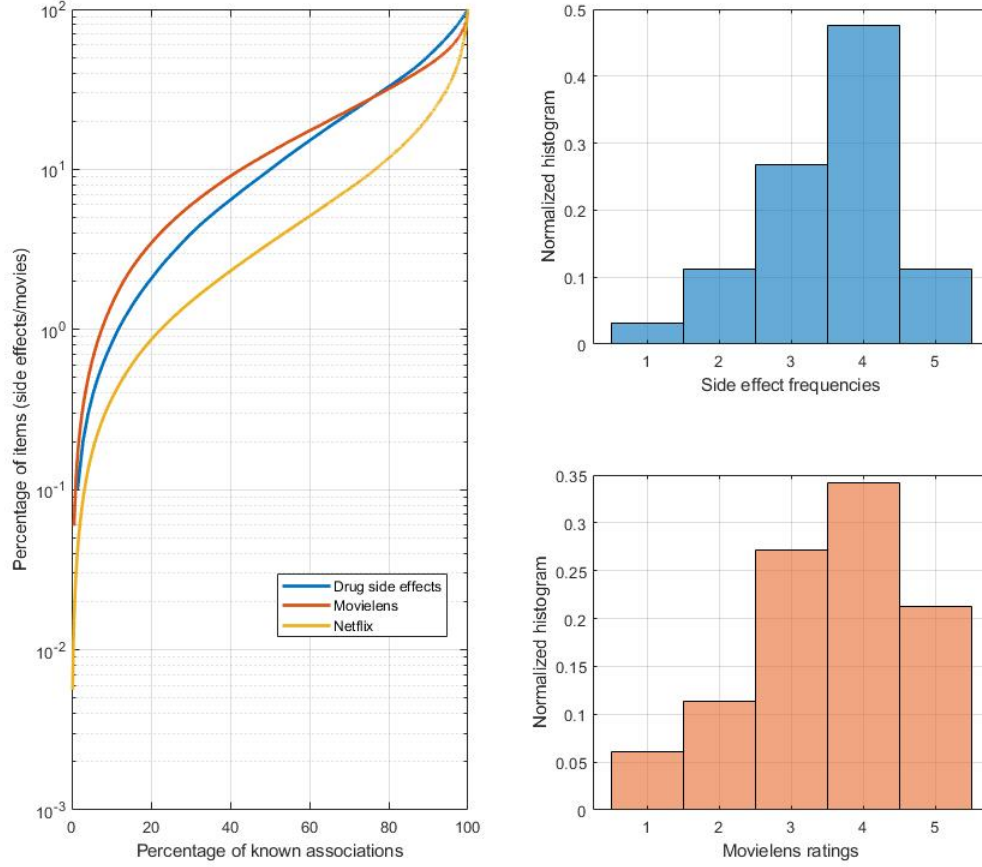 Percentage of items (side effects/movies)
10^2
10^1
10^0
10^-1
10^-2
10^-3
0 20 40 60 80 100
Percentage of known associations
Drug side effects
Movielens
Netflix
Normalized histogram
0.5
0.4
0.3
0.2
0.1
0
1 2 3 4 5
Side effect frequencies
Normalized histogram
0.35
0.3
0.25
0.2
0.15
0.1
0.05
0
1 2 3 4 5
Movielens ratings